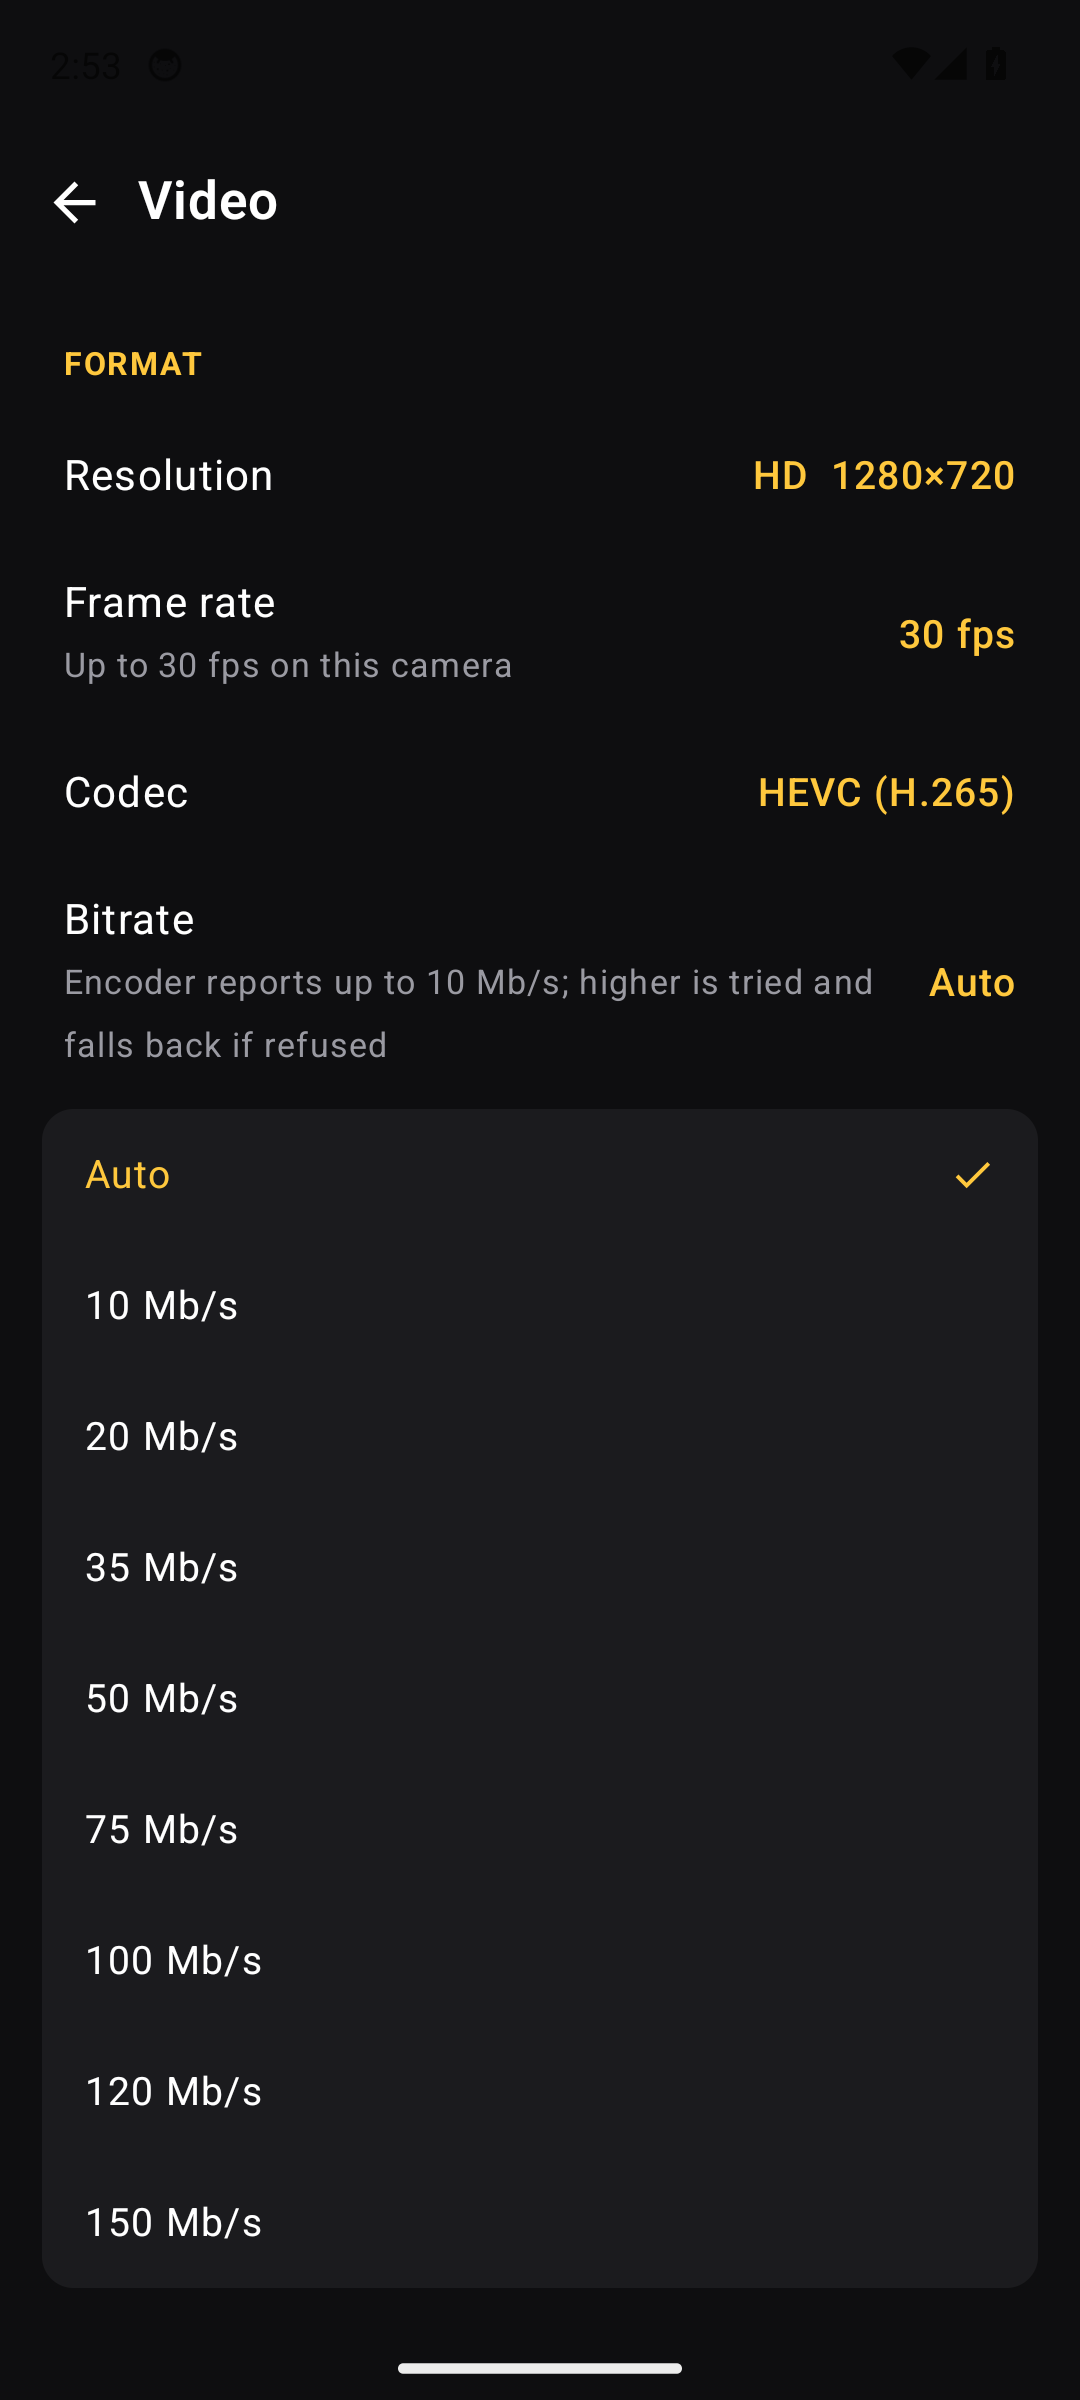 2:53
Video
FORMAT
Resolution
HD 1280×720
Frame rate
Up to 30 fps on this camera
30 fps
Codec
HEVC (H.265)
Bitrate
Encoder reports up to 10 Mb/s; higher is tried and
falls back if refused
Auto
Auto
10 Mb/s
20 Mb/s
35 Mb/s
50 Mb/s
75 Mb/s
100 Mb/s
120 Mb/s
150 Mb/s